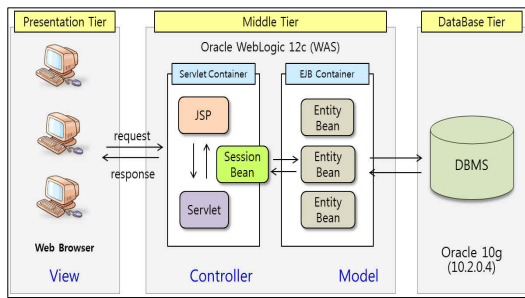 Presentation Tier
Middle Tier
DataBase Tier
Oracle WebLogic 12c (WAS)
Servlet Container
EJB Container
JSP
Entity
Bean
request
response
Session
Bean
Entity
Bean
DBMS
Servlet
Entity
Bean
Web Browser
Oracle 10g
(10.2.0.4)
View
Controller
Model